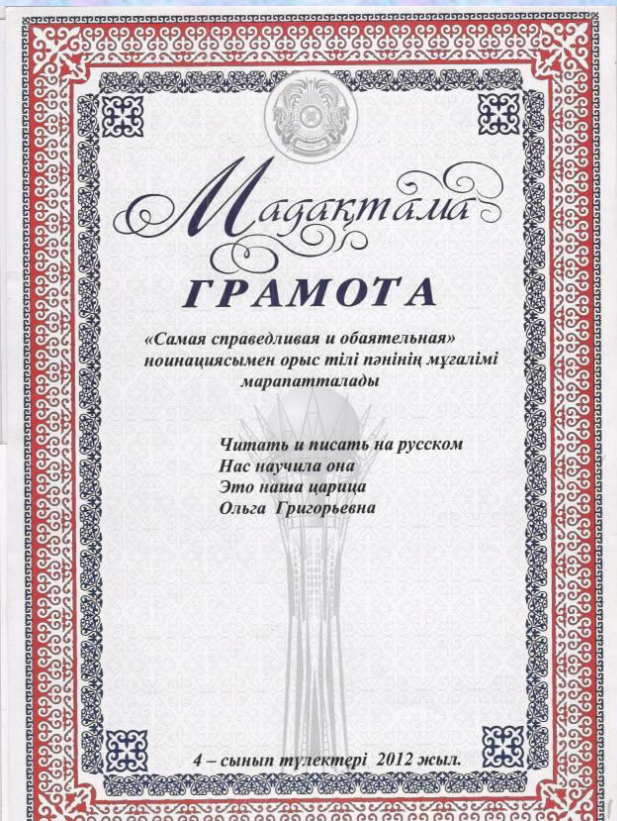 Мадақтама
ГРАМОТА
«Самая справедливая и обаятельная»
ноинациясымен орыс тілі пәнінің мұғалімі
марапатталады
Читать и писать на русском
Нас научила она
Это наша царица
Ольга Григорьевна
4 – сынып түлектері 2012 жыл.